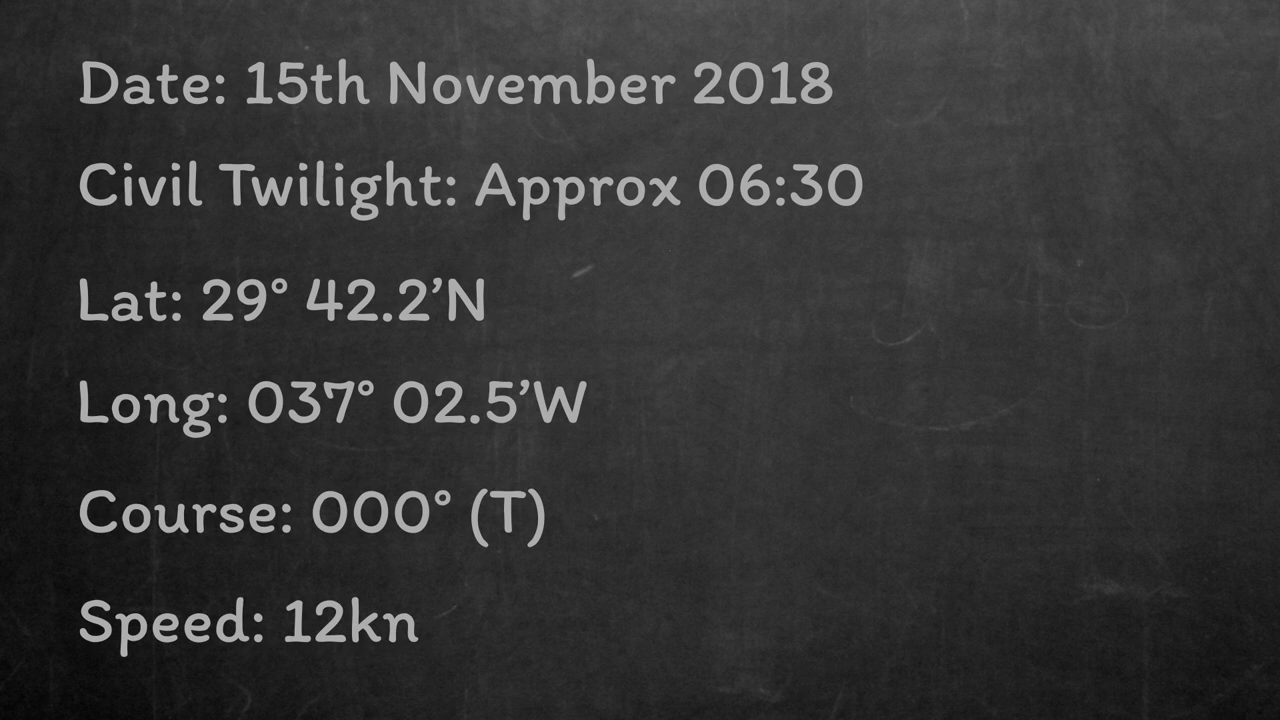 Date: 15th November 2018
Civil Twilight: Approx 06:30
Lat: 29° 42.2’N
Long: 037° 02.5’W
Course: 000° (T)
Speed: 12kn